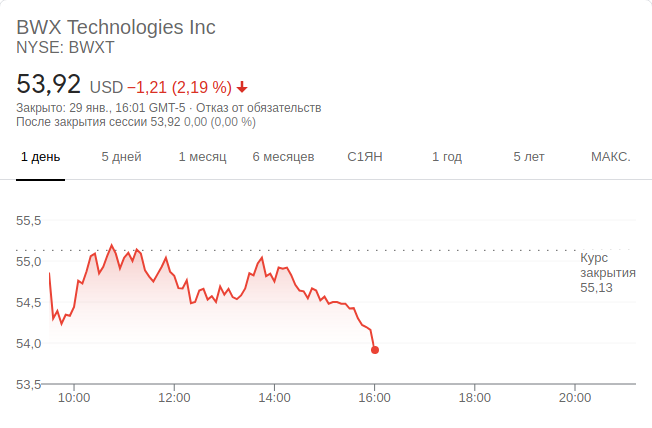 BWX Technologies Inc
NYSE: BWXT
53,92 USD −1,21 (2,19 %)
Закрыто: 29 янв., 16:01 GMT-5 · Отказ от обязательств
После закрытия сессии 53,92 0,00 (0,00 %)
1 день 5 дней 1 месяц 6 месяцев С1ЯН 1 год 5 лет МАКС.
55,5
55,0
54,5
54,0
53,5
Курс
закрытия
55,13
10:00 12:00 14:00 16:00 18:00 20:00